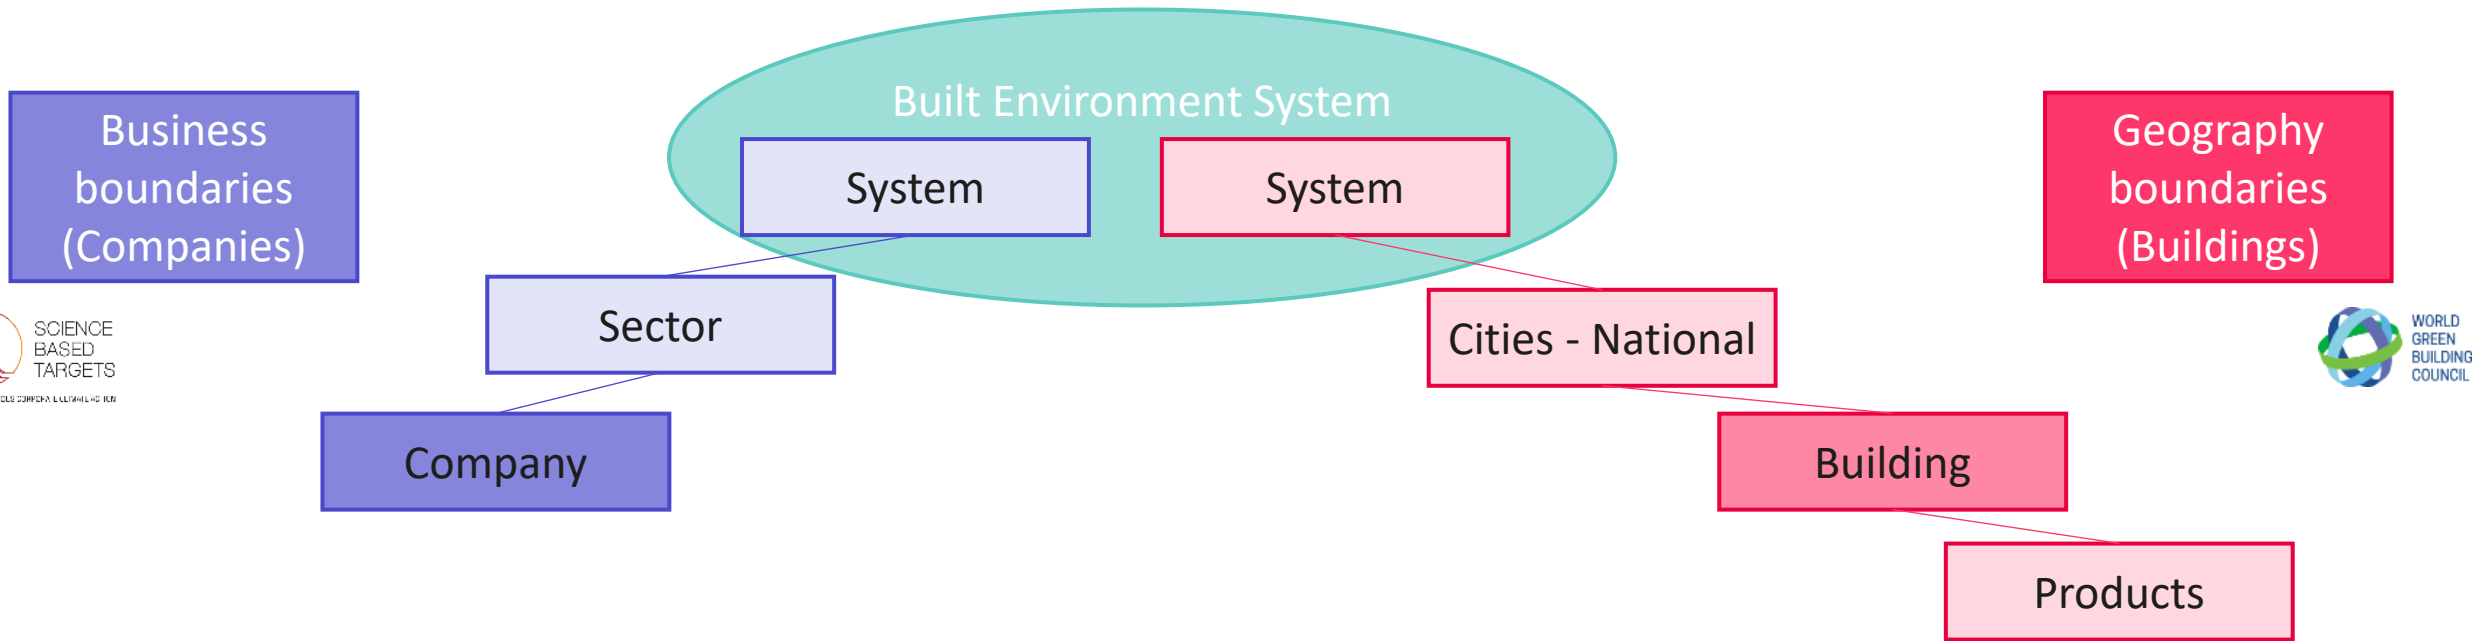 Built Environment System
Business
boundaries
(Companies)
System
System
Geography
boundaries
(Buildings)
Sector
Cities - National
SCIENCE
BASED
TARGETS
WORLD
GREEN
BUILDING
COUNCIL
Company
Building
Products